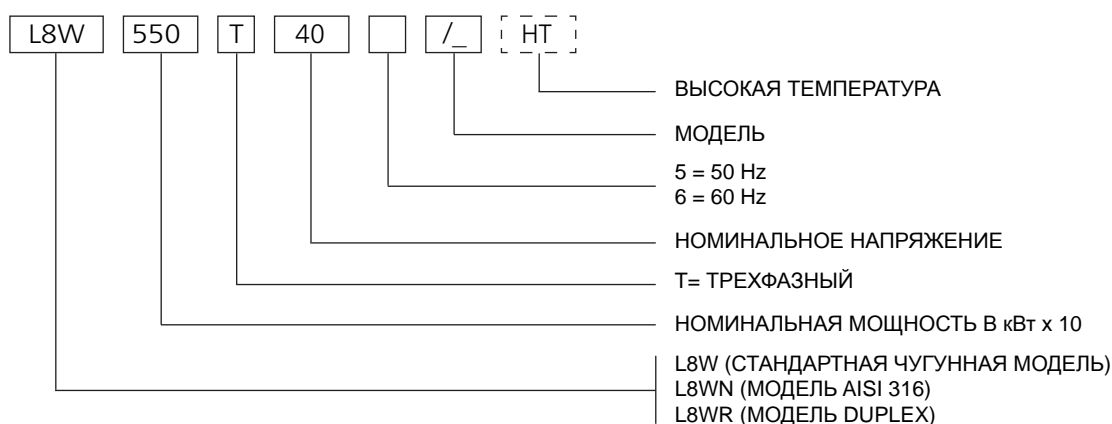 L8W 550 T 40 /_ HT
ВЫСОКАЯ ТЕМПЕРАТУРА
МОДЕЛЬ
5 = 50 Hz
6 = 60 Hz
НОМИНАЛЬНОЕ НАПРЯЖЕНИЕ
T= ТРЕХФАЗНЫЙ
НОМИНАЛЬНАЯ МОЩНОСТЬ В кВт x 10
L8W (СТАНДАРТНАЯ ЧУГУННАЯ МОДЕЛЬ)
L8WN (МОДЕЛЬ AISI 316)
L8WR (МОДЕЛЬ DUPLEX)